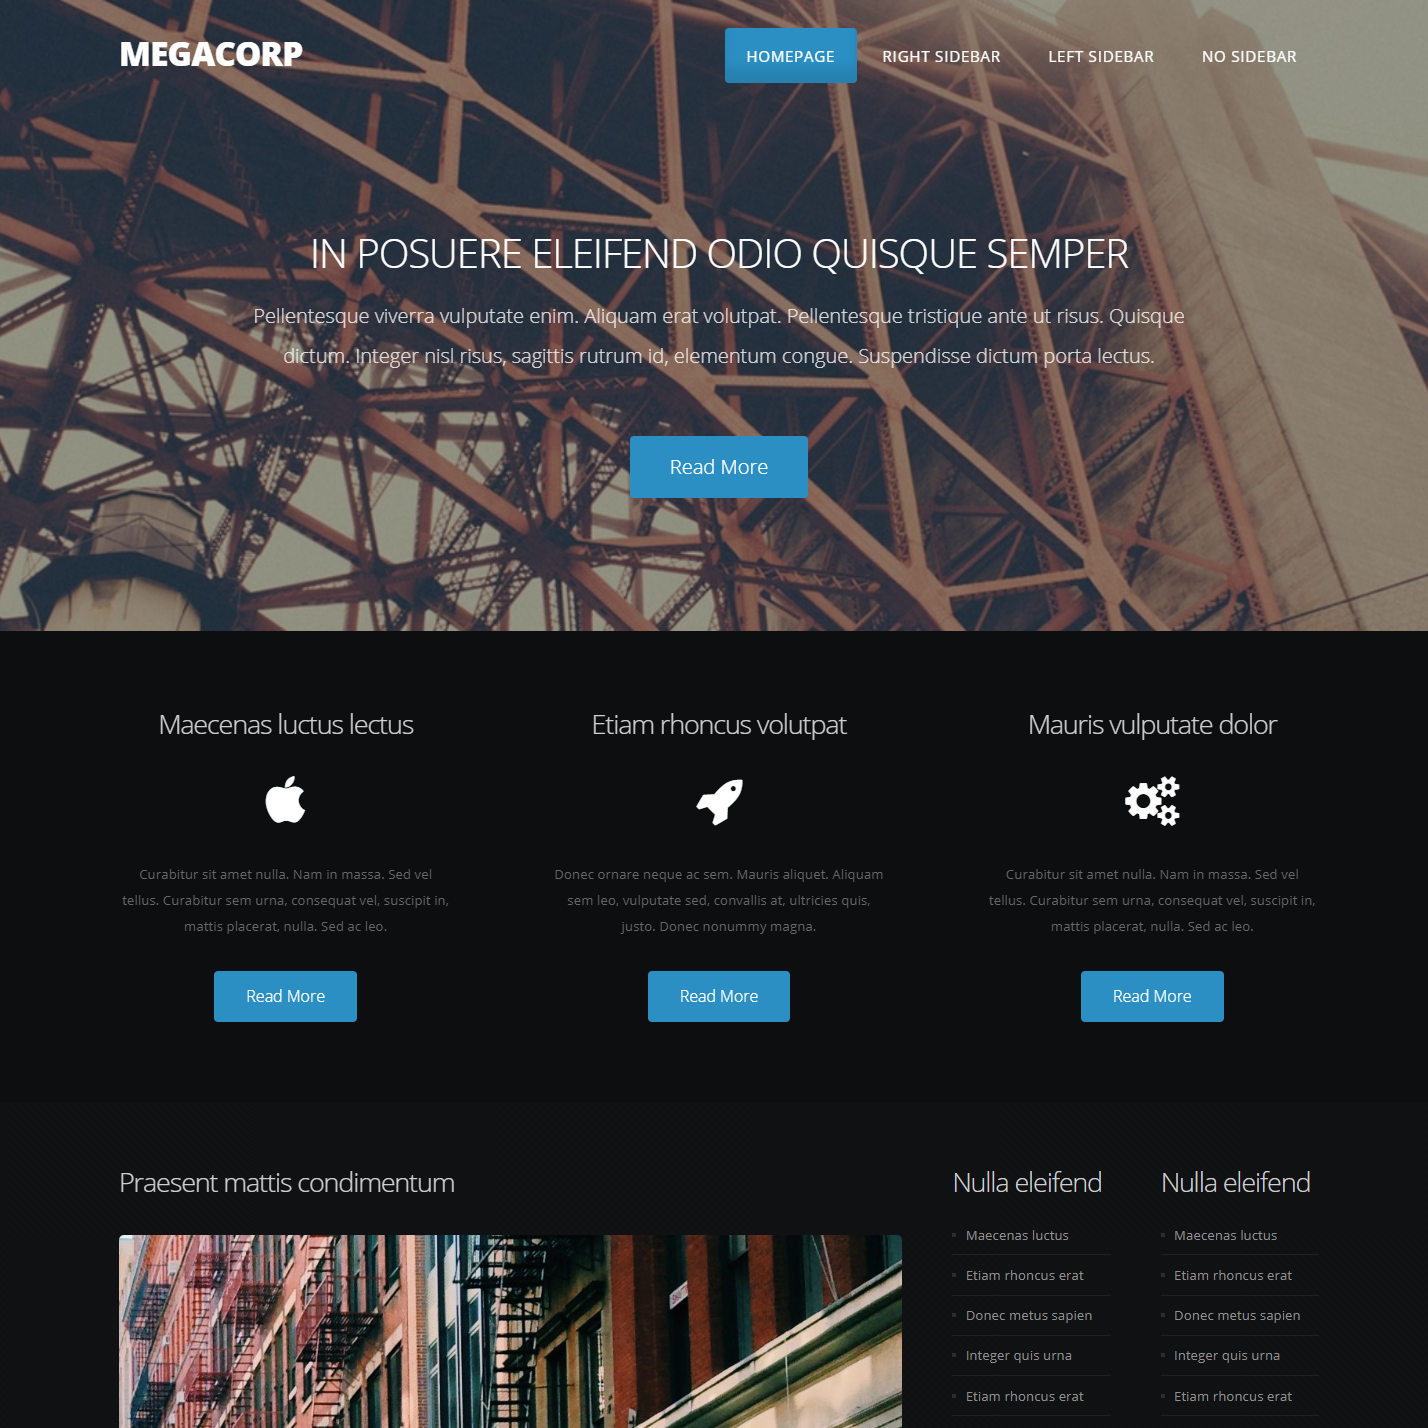 MEGACORP
HOMEPAGE
RIGHT SIDEBAR
LEFT SIDEBAR
NO SIDEBAR
IN POSUERE ELEIFEND ODIO QUISQUE SEMPER
Pellentesque viverra vulputate enim. Aliquam erat volutpat. Pellentesque tristique ante ut risus. Quisque
dictum. Integer nisl risus, sagittis rutrum id, elementum congue. Suspendisse dictum porta lectus.
Read More
Maecenas luctus lectus
Curabitur sit amet nulla. Nam in massa. Sed vel
tellus. Curabitur sem urna, consequat vel, suscipit in,
mattis placerat, nulla. Sed ac leo.
Read More
Etiam rhoncus volutpat
Donec ornare neque ac sem. Mauris aliquet. Aliquam
sem leo, vulputate sed, convallis at, ultricies quis,
justo. Donec nonummy magna.
Read More
Mauris vulputate dolor
Curabitur sit amet nulla. Nam in massa. Sed vel
tellus. Curabitur sem urna, consequat vel, suscipit in,
mattis placerat, nulla. Sed ac leo.
Read More
Praesent mattis condimentum
Nulla eleifend
Maecenas luctus
Etiam rhoncus erat
Donec metus sapien
Integer quis urna
Etiam rhoncus erat
Nulla eleifend
Maecenas luctus
Etiam rhoncus erat
Donec metus sapien
Integer quis urna
Etiam rhoncus erat